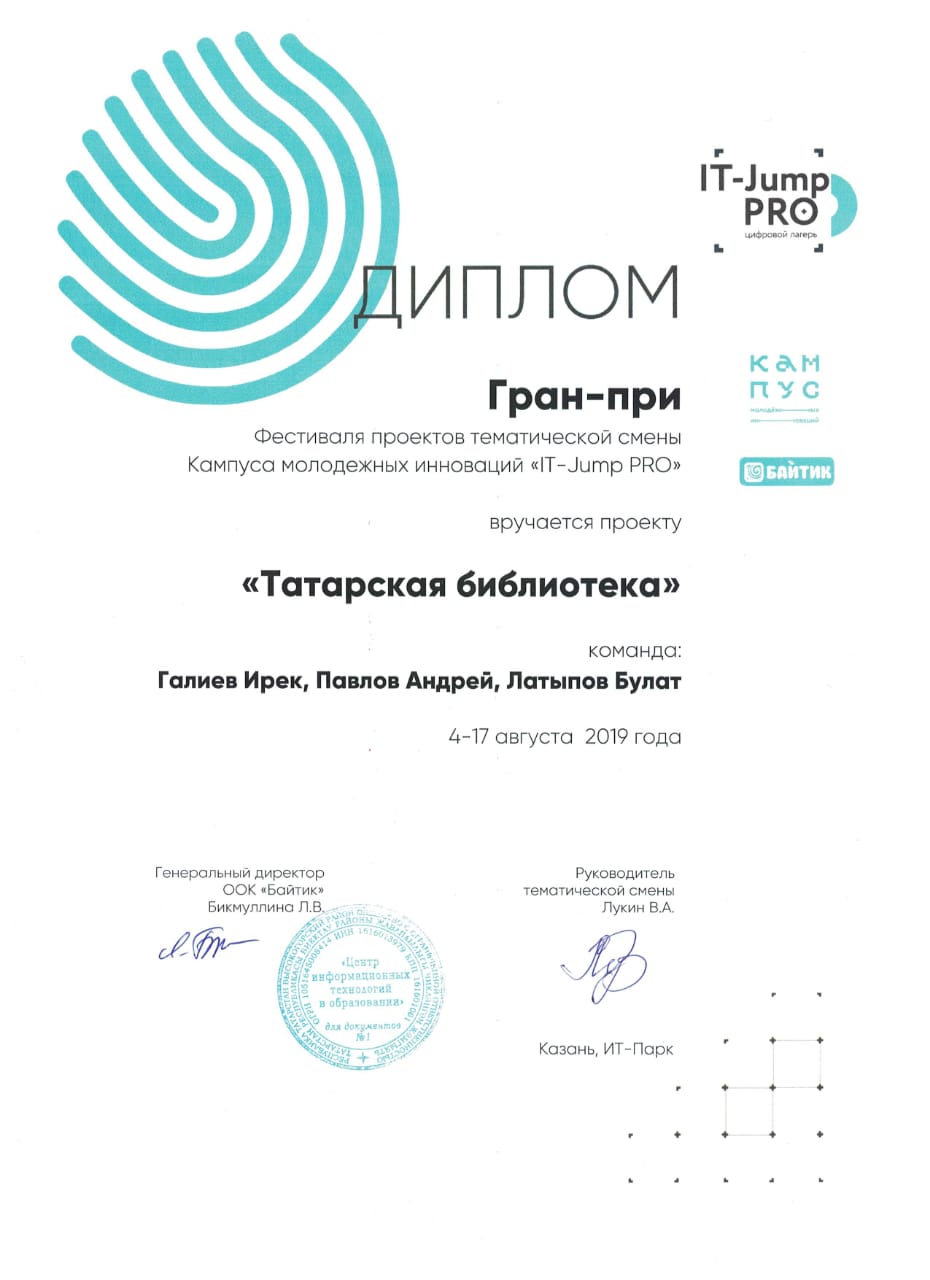 IT-Jump
PRO
цифровой лагерь
ДИПЛОМ
КАМ
ПУС
молодёжных
инноваций
БАЙТИК
Гран-при
Фестиваля проектов тематической смены
Кампуса молодежных инноваций «IT-Jump PRO»
вручается проекту
«Татарская библиотека»
команда:
Галиев Ирек, Павлов Андрей, Латыпов Булат
4-17 августа 2019 года
Генеральный директор
ООК «Байтик»
Бикмуллина Л.В.
Руководитель
тематической смены
Лукин В.А.
«Центр
информационных
технологий
в образовании»
для документов
№1
Казань, ИТ-Парк